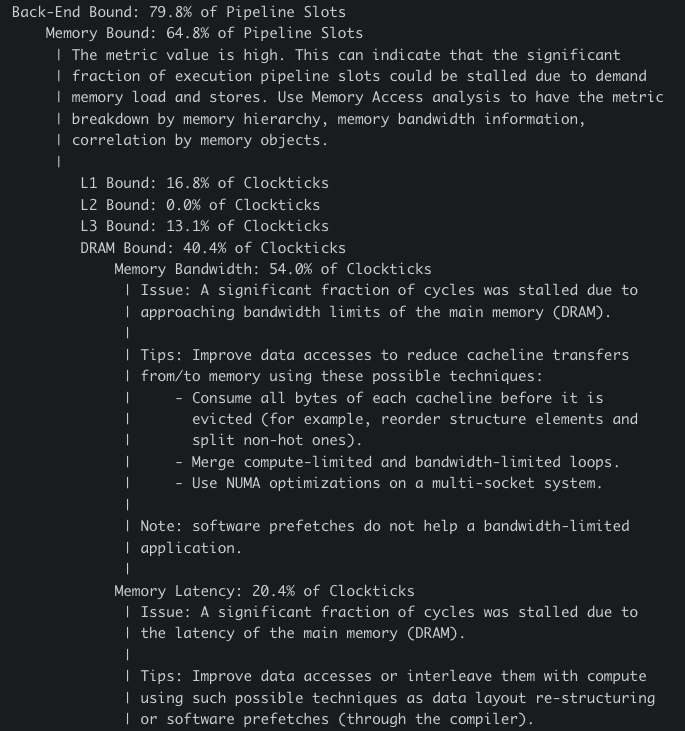 Back-End Bound: 79.8% of Pipeline Slots
Memory Bound: 64.8% of Pipeline Slots
| The metric value is high. This can indicate that the significant
| fraction of execution pipeline slots could be stalled due to demand
| memory load and stores. Use Memory Access analysis to have the metric
| breakdown by memory hierarchy, memory bandwidth information,
| correlation by memory objects.
|
L1 Bound: 16.8% of Clockticks
L2 Bound: 0.0% of Clockticks
L3 Bound: 13.1% of Clockticks
DRAM Bound: 40.4% of Clockticks
Memory Bandwidth: 54.0% of Clockticks
| Issue: A significant fraction of cycles was stalled due to
| approaching bandwidth limits of the main memory (DRAM).
|
| Tips: Improve data accesses to reduce cacheline transfers
| from/to memory using these possible techniques:
|     - Consume all bytes of each cacheline before it is
|       evicted (for example, reorder structure elements and
|       split non-hot ones).
|     - Merge compute-limited and bandwidth-limited loops.
|     - Use NUMA optimizations on a multi-socket system.
|
| Note: software prefetches do not help a bandwidth-limited
| application.
|
Memory Latency: 20.4% of Clockticks
| Issue: A significant fraction of cycles was stalled due to
| the latency of the main memory (DRAM).
|
| Tips: Improve data accesses or interleave them with compute
| using such possible techniques as data layout re-structuring
| or software prefetches (through the compiler).